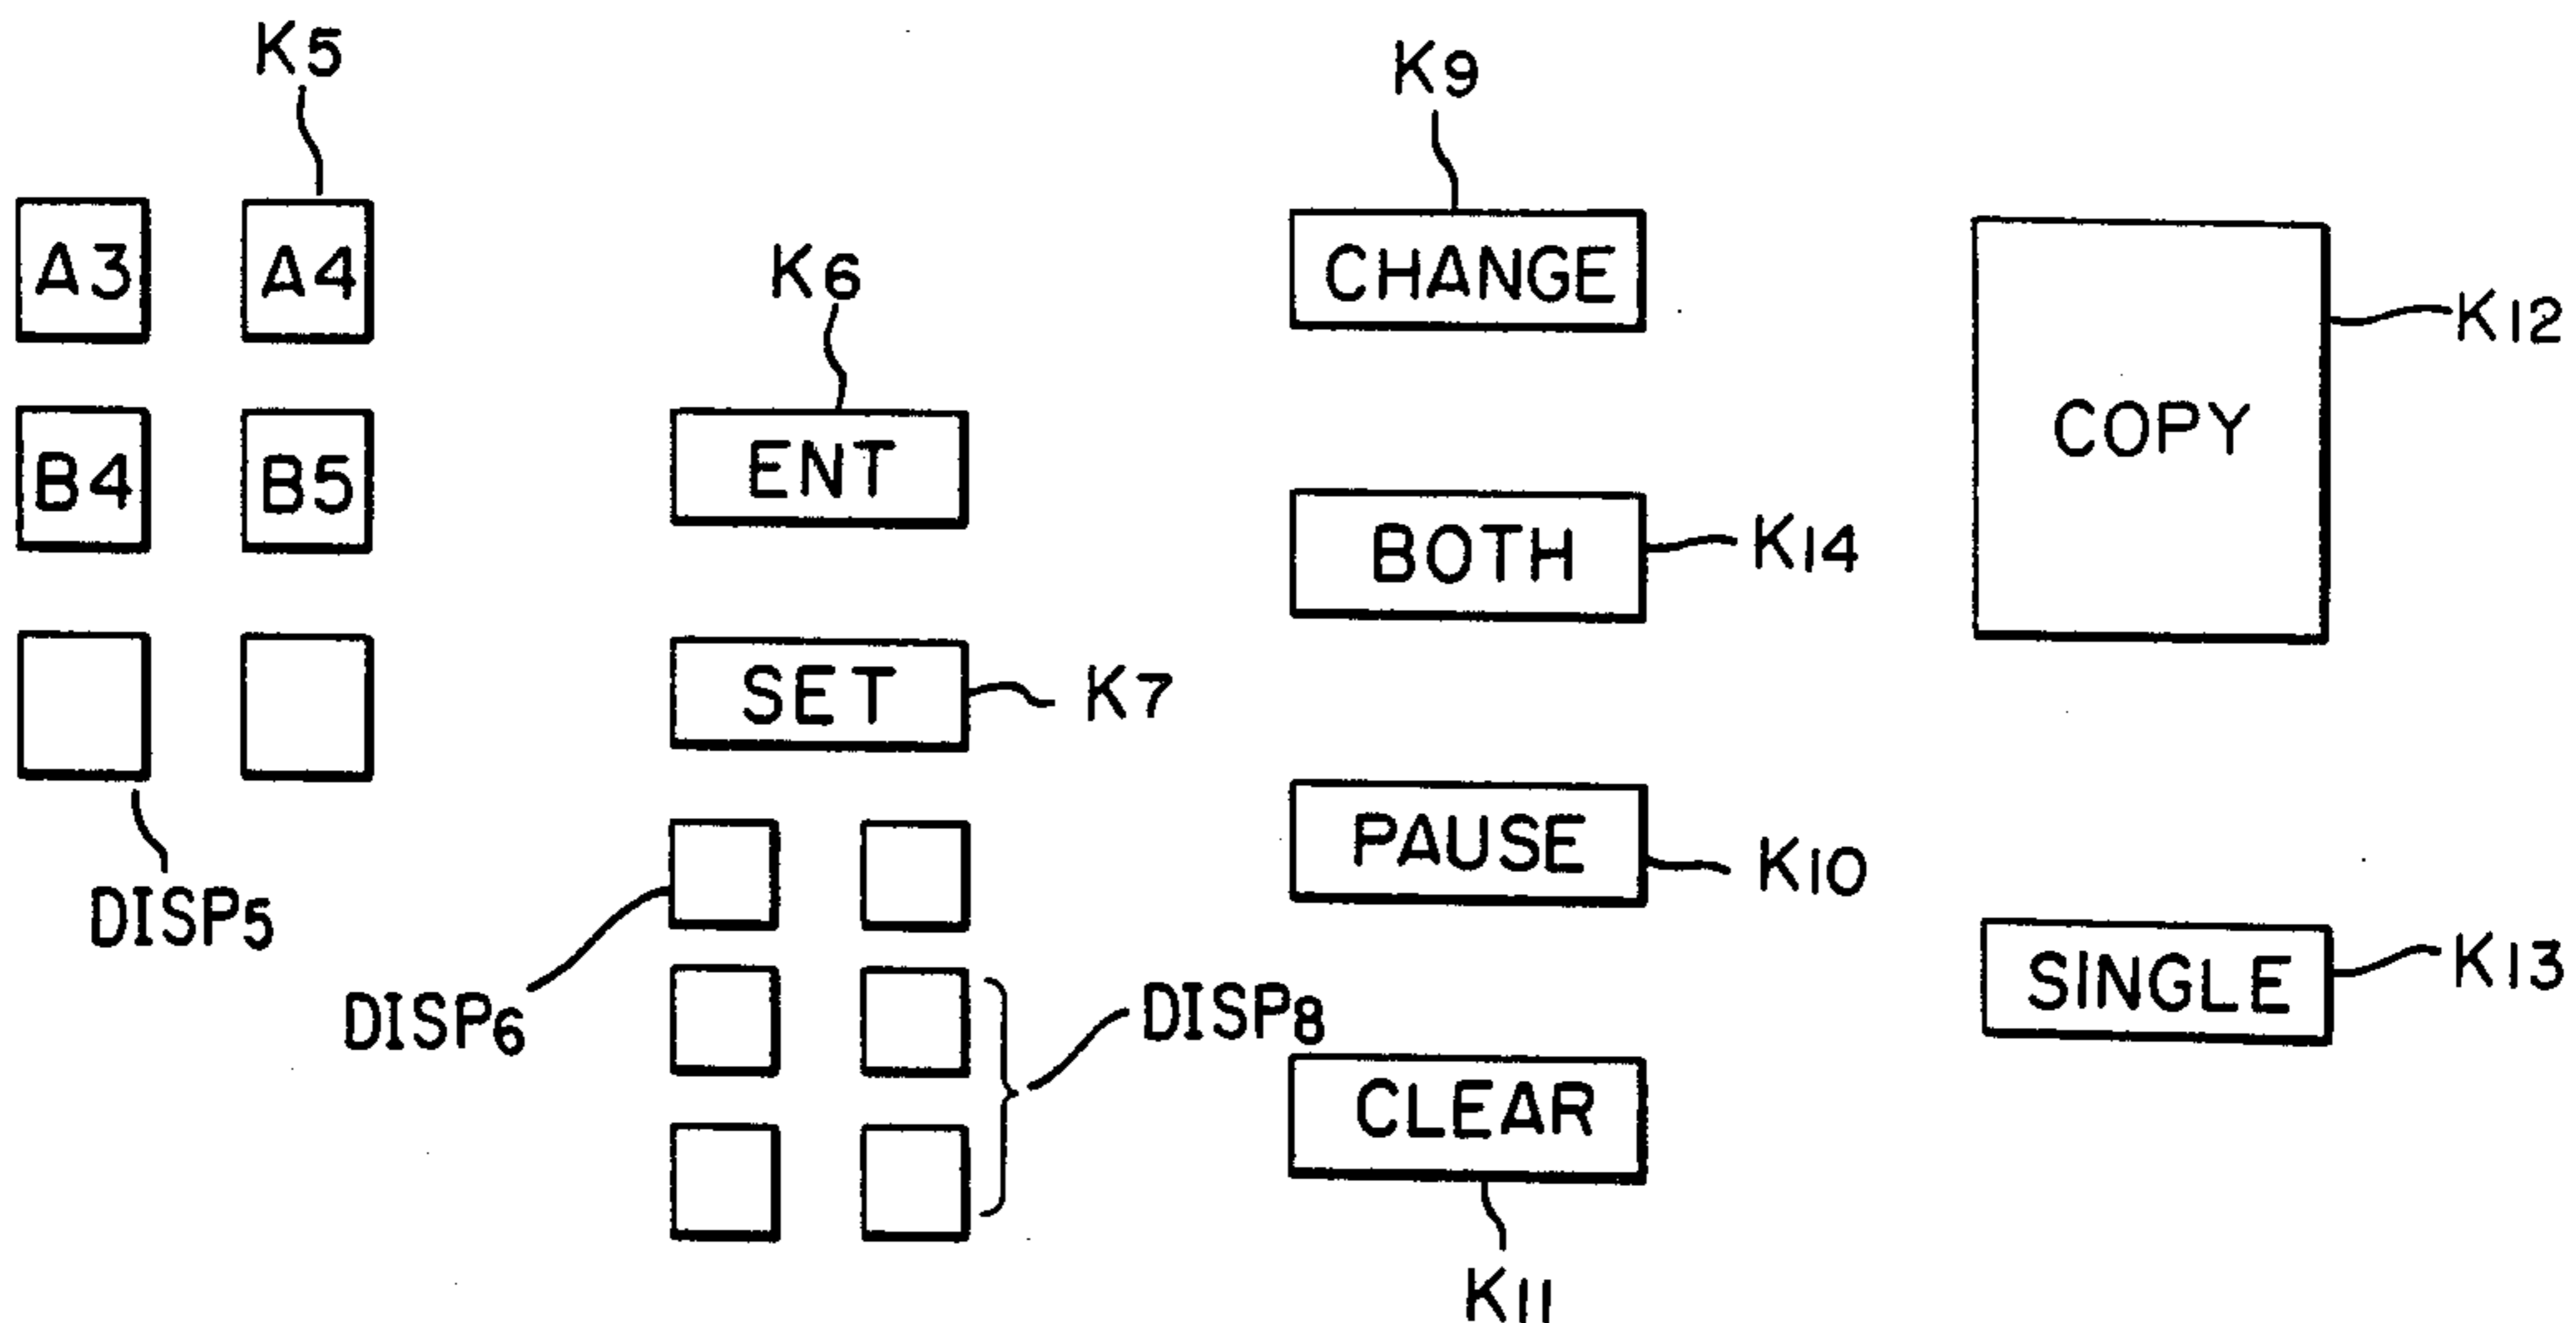 K5
K9
A3 A4
K6
CHANGE
K12
COPY
B4 B5
ENT
BOTH
K14
SET
K7
PAUSE
K10
DISP5
SINGLE
K13
DISP6
DISP8
CLEAR
K11